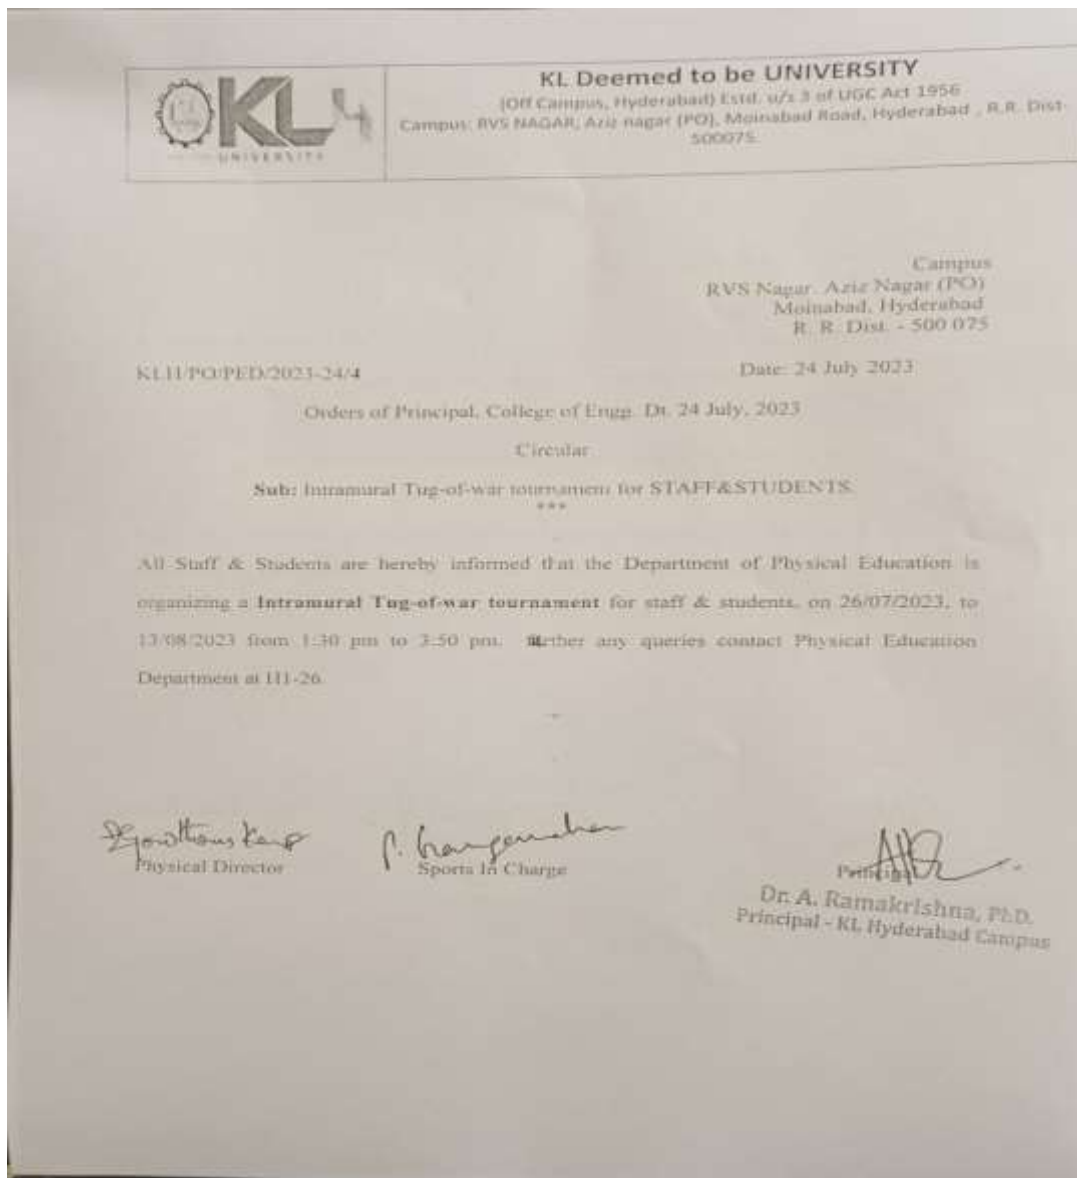 KL
UNIVERSITY
KL Deemed to be UNIVERSITY
(Off Campus, Hyderabad) Estd. u/s 3 of UGC Act 1956
Campus: RVS NAGAR, Aziz nagar (PO), Moinabad Road, Hyderabad , R.R. Dist-
500075.
Campus
RVS Nagar, Aziz Nagar (PO)
Moinabad, Hyderabad
R. R. Dist. - 500 075
KLH/PO/PED/2023-24/4
Date: 24 July 2023
Orders of Principal, College of Engg. Dt. 24 July, 2023
Circular
Sub: Intramural Tug-of-war tournament for STAFF&STUDENTS.
***
All Staff & Students are hereby informed that the Department of Physical Education is
organizing a Intramural Tug-of-war tournament for staff & students, on 26/07/2023, to
13/08/2023 from 1:30 pm to 3:50 pm. any queries contact Physical Education
Department at H1-26.
Physical Director
Sports In Charge
Principal
Dr. A. Ramakrishna, PhD.
Principal - KL Hyderabad Campus